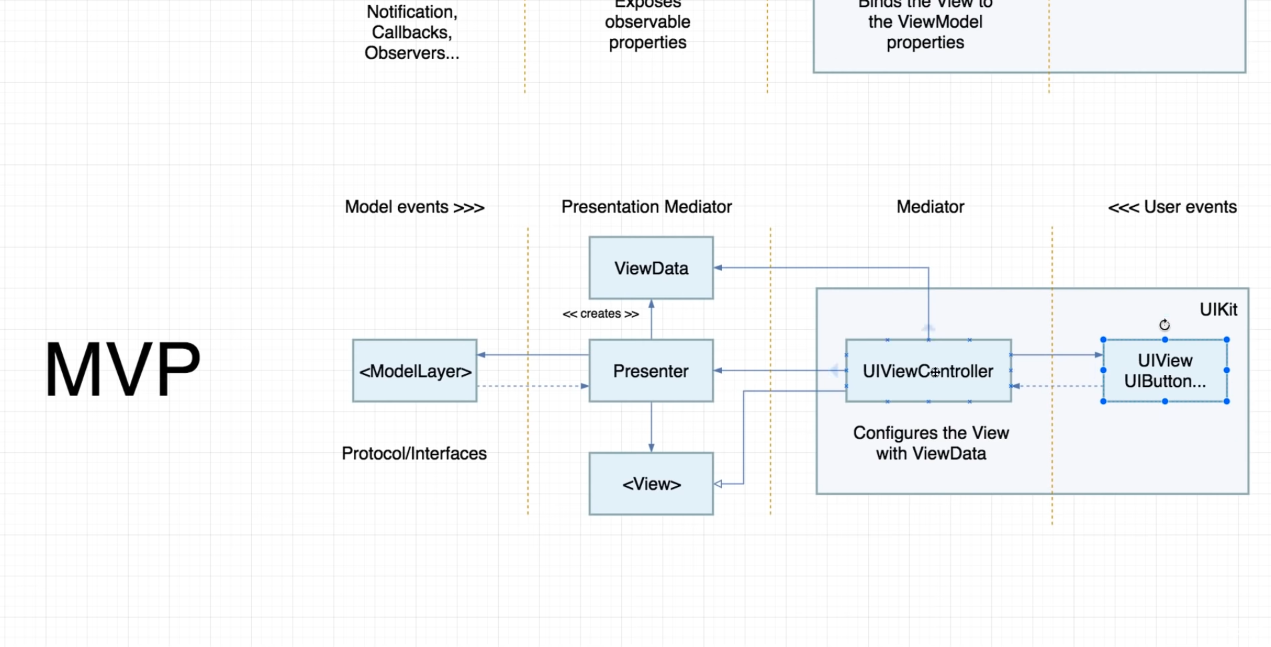 Notification,
Callbacks,
Observers...
Exposes
observable
properties
Binds the View to
the ViewModel
properties
Model events >>>
Presentation Mediator
Mediator
<<< User events
ViewData
<< creates >>
UIKit
MVP
<ModelLayer>
Presenter
UIViewController
UIView
UIButton...
Configures the View
with ViewData
Protocol/Interfaces
<View>